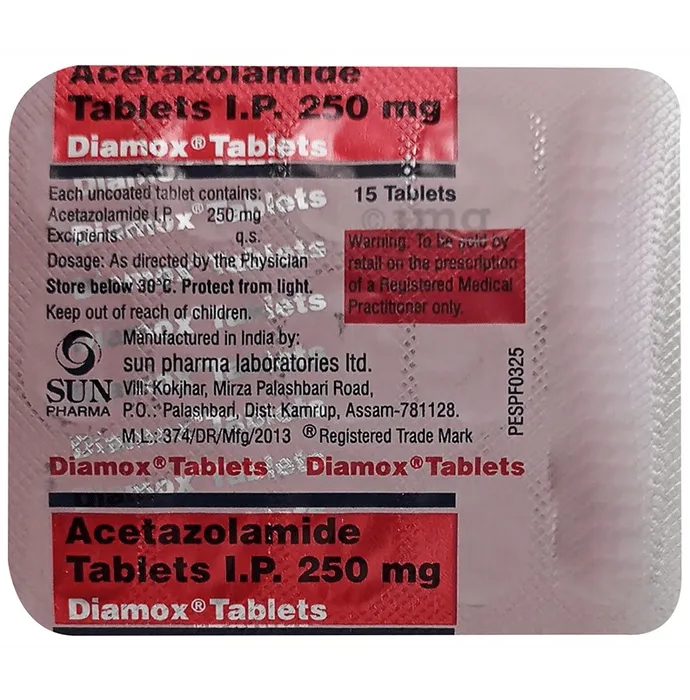 Acetazolamide
Tablets I.P. 250 mg
Diamox® Tablets
Each uncoated tablet contains:
Acetazolamide I.P. 250 mg
Excipients q.s.
Dosage: As directed by the Physician
Store below 30°C. Protect from light.
Keep out of reach of children.
15 Tablets
Warning: To be sold by
retail on the prescription
of a Registered Medical
Practitioner only.
SUN
PHARMA
Manufactured in India by:
sun pharma laboratories ltd.
Vill: Kokjhar, Mirza Palashbari Road,
P.O.: Palashbari, Dist: Kamrup, Assam-781128.
M.L.: 374/DR/Mfg/2013 ® Registered Trade Mark
PESPF0325
Diamox® Tablets Diamox® Tablets
Acetazolamide
Tablets I.P. 250 mg
Diamox® Tablets